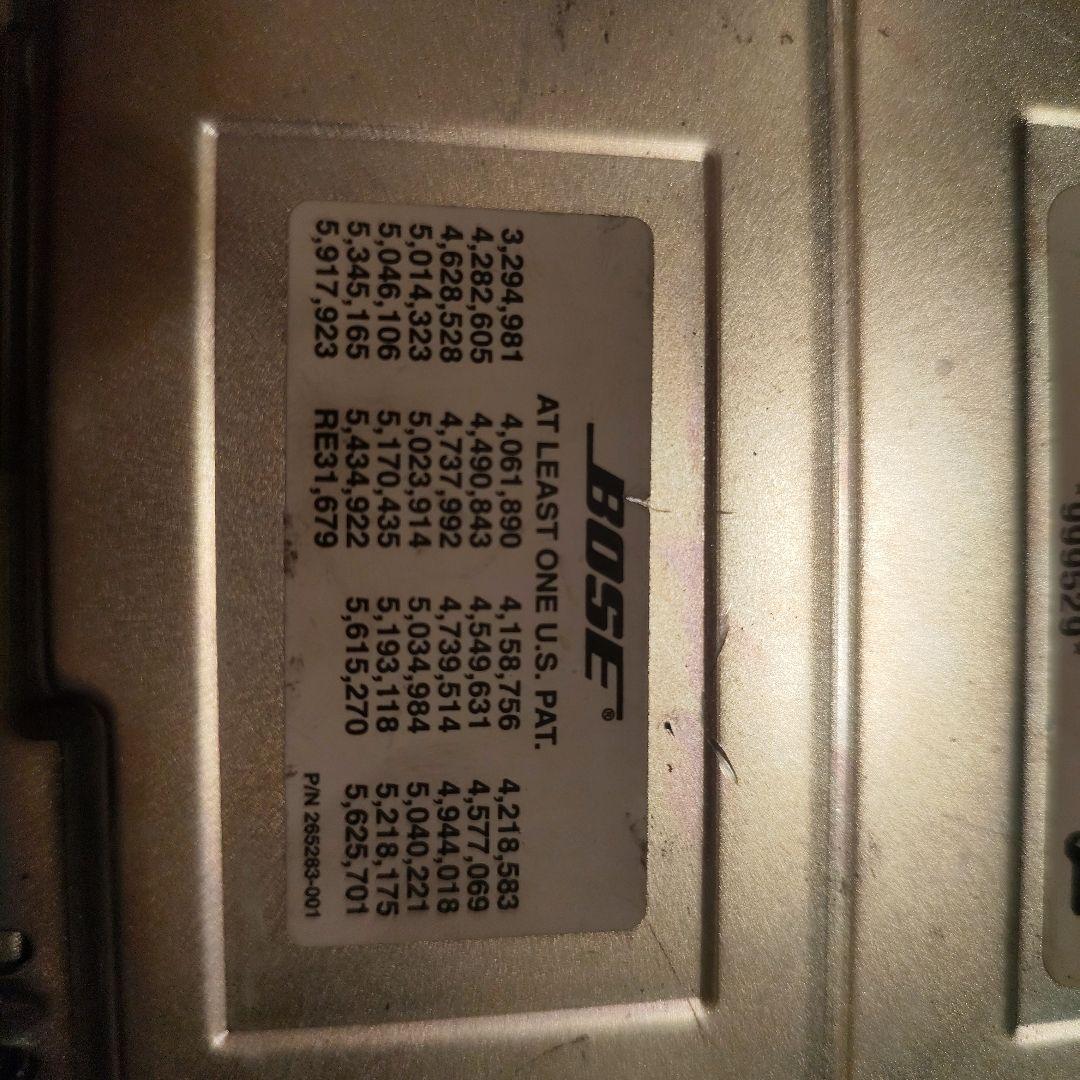 *999529*
BOSE®
AT LEAST ONE U.S. PAT.
3,294,981 4,061,890 4,158,756 4,218,583
4,282,605 4,490,843 4,549,631 4,577,069
4,628,528 4,737,992 4,739,514 4,944,018
5,014,323 5,023,914 5,034,984 5,040,221
5,046,106 5,170,435 5,193,118 5,218,175
5,345,165 5,434,922 5,615,270 5,625,701
5,917,923 RE31,679
P/N 265283-001